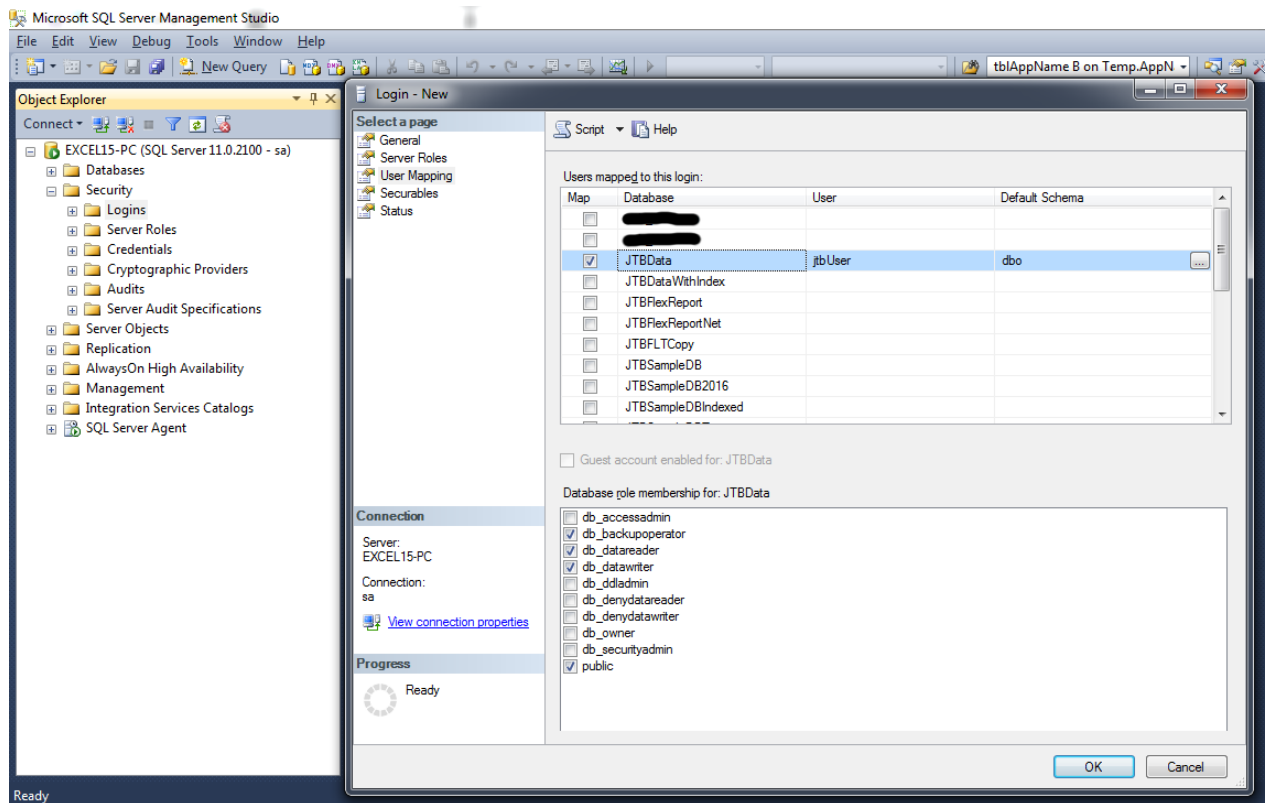 Microsoft SQL Server Management Studio
File Edit View Debug Tools Window Help
New Query
tblAppName B on Temp.AppN
Object Explorer
Connect
EXCEL15-PC (SQL Server 11.0.2100 - sa)
Databases
Security
Logins
Server Roles
Credentials
Cryptographic Providers
Audits
Server Audit Specifications
Server Objects
Replication
AlwaysOn High Availability
Management
Integration Services Catalogs
SQL Server Agent
Ready
Login - New
Select a page
General
Server Roles
User Mapping
Securables
Status
Connection
Server:
EXCEL15-PC
Connection:
sa
View connection properties
Progress
Ready
Script Help
Users mapped to this login:
Map Database User Default Schema
JTBData jtbUser dbo ...
JTBDataWithIndex
JTBFlexReport
JTBFlexReportNet
JTBFLTCopy
JTBSampleDB
JTBSampleDB2016
JTBSampleDBIndexed
Guest account enabled for: JTBData
Database role membership for: JTBData
db_accessadmin
db_backupoperator
db_datareader
db_datawriter
db_ddladmin
db_denydatareader
db_denydatawriter
db_owner
db_securityadmin
public
OK Cancel